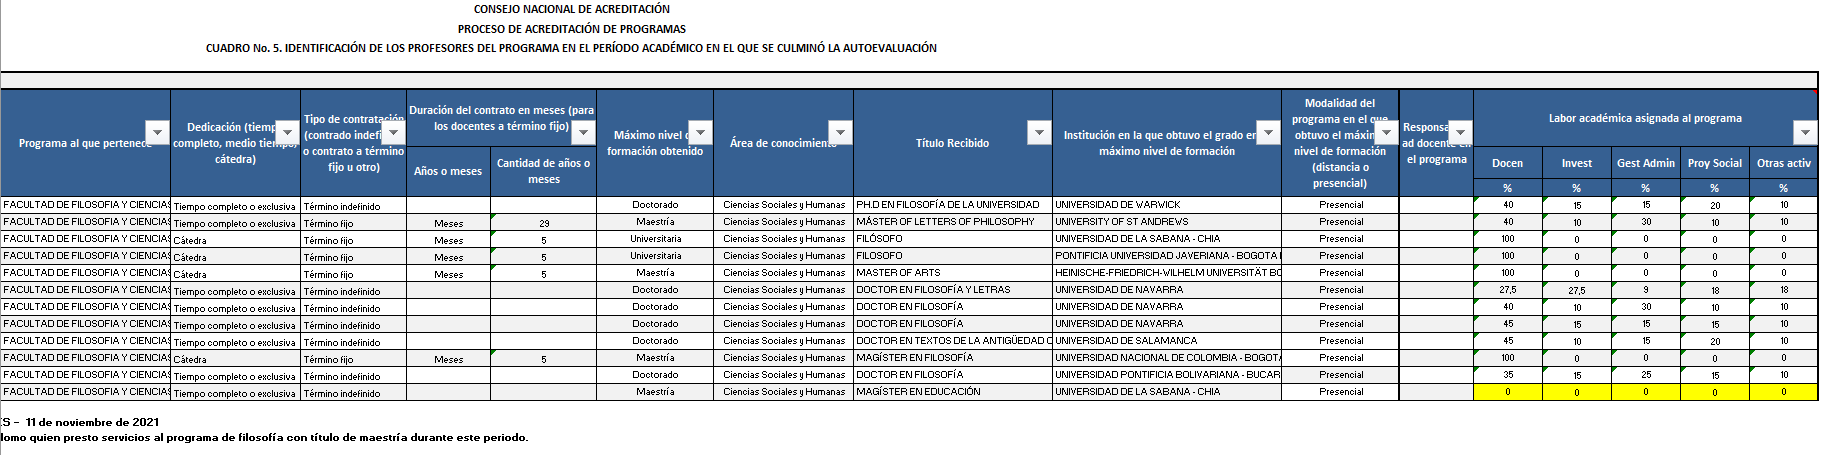 CONSEJO NACIONAL DE ACREDITACIÓN
PROCESO DE ACREDITACIÓN DE PROGRAMAS
CUADRO No. 5. IDENTIFICACIÓN DE LOS PROFESORES DEL PROGRAMA EN EL PERÍODO ACADÉMICO EN EL QUE SE CULMINÓ LA AUTOEVALUACIÓN
Programa al que pertenece
Dedicación (tiempo
completo, medio tiempo,
cátedra)
Tipo de contratación
(contrado indefi
o contrato a término
fijo u otro)
Duración del contrato en meses (para
los docentes a término fijo)
Años o meses
Cantidad de años o
meses
Máximo nivel d
formación obtenido
Área de conocimient
Título Recibido
Institución en la que obtuvo el grado en
máximo nivel de formación
Modalidad del
programa en el que
obtuvo el máxim
nivel de formación
(distancia o
presencial)
Responsa
ad docente en
el programa
Labor académica asignada al programa
Docen Invest Gest Admin Proy Social Otras activ
% % % % %
FACULTAD DE FILOSOFIA Y CIENCIAS Tiempo completo o exclusiva Término indefinido Doctorado Ciencias Sociales y Humanas PH.D EN FILOSOFÍA DE LA UNIVERSIDAD UNIVERSIDAD DE WARWICK Presencial 40 15 15 20 10
FACULTAD DE FILOSOFIA Y CIENCIAS Tiempo completo o exclusiva Término fijo Meses 29 Maestría Ciencias Sociales y Humanas MÁSTER OF LETTERS OF PHILOSOPHY UNIVERSITY OF ST ANDREWS Presencial 40 10 30 10 10
FACULTAD DE FILOSOFIA Y CIENCIAS Cátedra Término fijo Meses 5 Universitaria Ciencias Sociales y Humanas FILÓSOFO UNIVERSIDAD DE LA SABANA - CHIA Presencial 100 0 0 0 0
FACULTAD DE FILOSOFIA Y CIENCIAS Cátedra Término fijo Meses 5 Universitaria Ciencias Sociales y Humanas FILOSOFO PONTIFICIA UNIVERSIDAD JAVERIANA - BOGOTA Presencial 100 0 0 0 0
FACULTAD DE FILOSOFIA Y CIENCIAS Cátedra Término fijo Meses 5 Maestría Ciencias Sociales y Humanas MASTER OF ARTS HEINISCHE-FRIEDRICH-WILHELM UNIVERSITÄT BO Presencial 100 0 0 0 0
FACULTAD DE FILOSOFIA Y CIENCIAS Tiempo completo o exclusiva Término indefinido Doctorado Ciencias Sociales y Humanas DOCTOR EN FILOSOFÍA Y LETRAS UNIVERSIDAD DE NAVARRA Presencial 27,5 27,5 9 18 18
FACULTAD DE FILOSOFIA Y CIENCIAS Tiempo completo o exclusiva Término indefinido Doctorado Ciencias Sociales y Humanas DOCTOR EN FILOSOFÍA UNIVERSIDAD DE NAVARRA Presencial 40 10 30 10 10
FACULTAD DE FILOSOFIA Y CIENCIAS Tiempo completo o exclusiva Término indefinido Doctorado Ciencias Sociales y Humanas DOCTOR EN FILOSOFÍA UNIVERSIDAD DE NAVARRA Presencial 45 15 15 15 10
FACULTAD DE FILOSOFIA Y CIENCIAS Tiempo completo o exclusiva Término indefinido Doctorado Ciencias Sociales y Humanas DOCTOR EN TEXTOS DE LA ANTIGÜEDAD C UNIVERSIDAD DE SALAMANCA Presencial 45 10 15 20 10
FACULTAD DE FILOSOFIA Y CIENCIAS Cátedra Término fijo Meses 5 Maestría Ciencias Sociales y Humanas MAGÍSTER EN FILOSOFÍA UNIVERSIDAD NACIONAL DE COLOMBIA - BOGOTA Presencial 100 0 0 0 0
FACULTAD DE FILOSOFIA Y CIENCIAS Tiempo completo o exclusiva Término indefinido Doctorado Ciencias Sociales y Humanas DOCTOR EN FILOSOFÍA UNIVERSIDAD PONTIFICIA BOLIVARIANA - BUCAR Presencial 35 15 25 15 10
FACULTAD DE FILOSOFIA Y CIENCIAS Tiempo completo o exclusiva Término indefinido Maestría Ciencias Sociales y Humanas MAGÍSTER EN EDUCACIÓN UNIVERSIDAD DE LA SABANA - CHIA Presencial 0 0 0 0 0
ES - 11 de noviembre de 2021
lomo quien presto servicios al programa de filosofía con título de maestría durante este periodo.